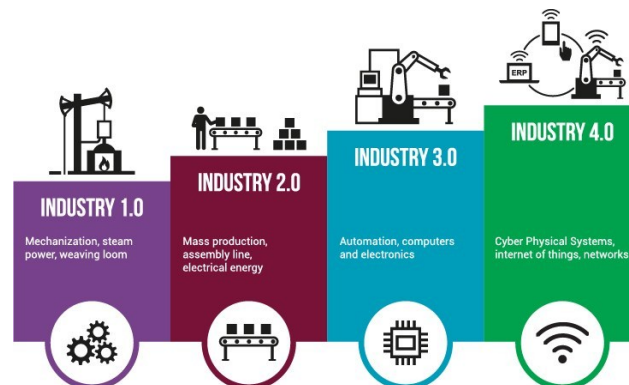 ERP
INDUSTRY 1.0
Mechanization, steam
power, weaving loom
INDUSTRY 2.0
Mass production,
assembly line,
electrical energy
INDUSTRY 3.0
Automation, computers
and electronics
INDUSTRY 4.0
Cyber Physical Systems,
internet of things, networks